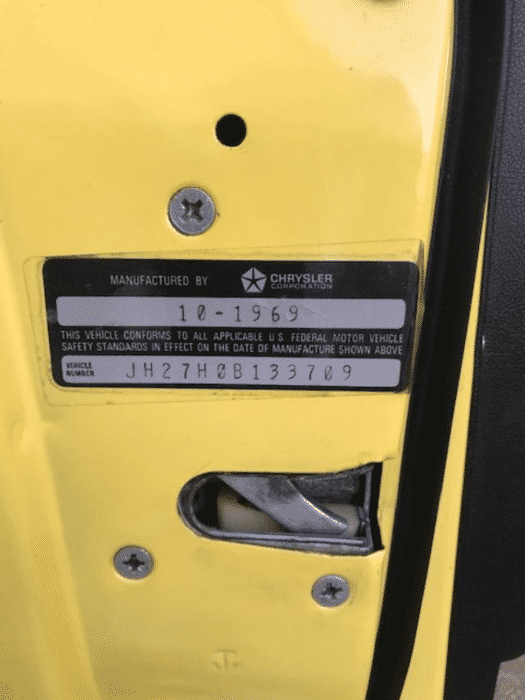 MANUFACTURED BY CHRYSLER CORPORATION
10-1969
THIS VEHICLE CONFORMS TO ALL APPLICABLE U.S. FEDERAL MOTOR VEHICLE
SAFETY STANDARDS IN EFFECT ON THE DATE OF MANUFACTURE SHOWN ABOVE
VEHICLE NUMBER JH27H0B133709